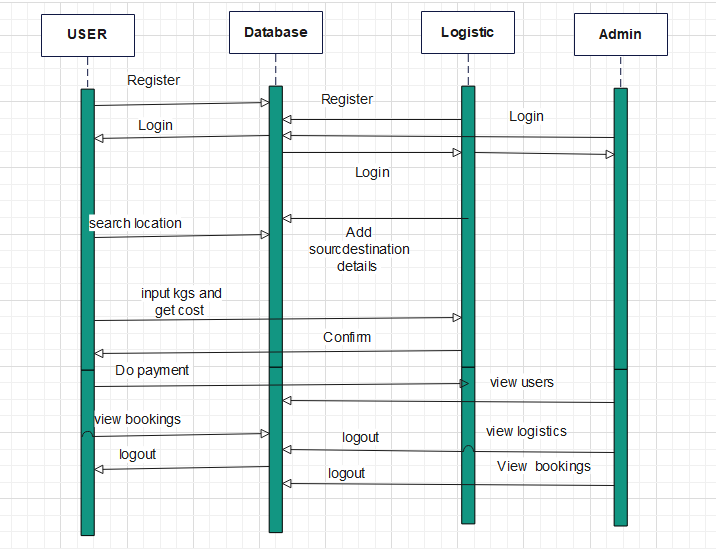 USER
Database
Logistic
Admin
Register
Register
Login
Login
Login
search location
Add
sourcdestination
details
input kgs and
get cost
Confirm
Do payment
view users
view bookings
view logistics
logout
logout
View bookings
logout